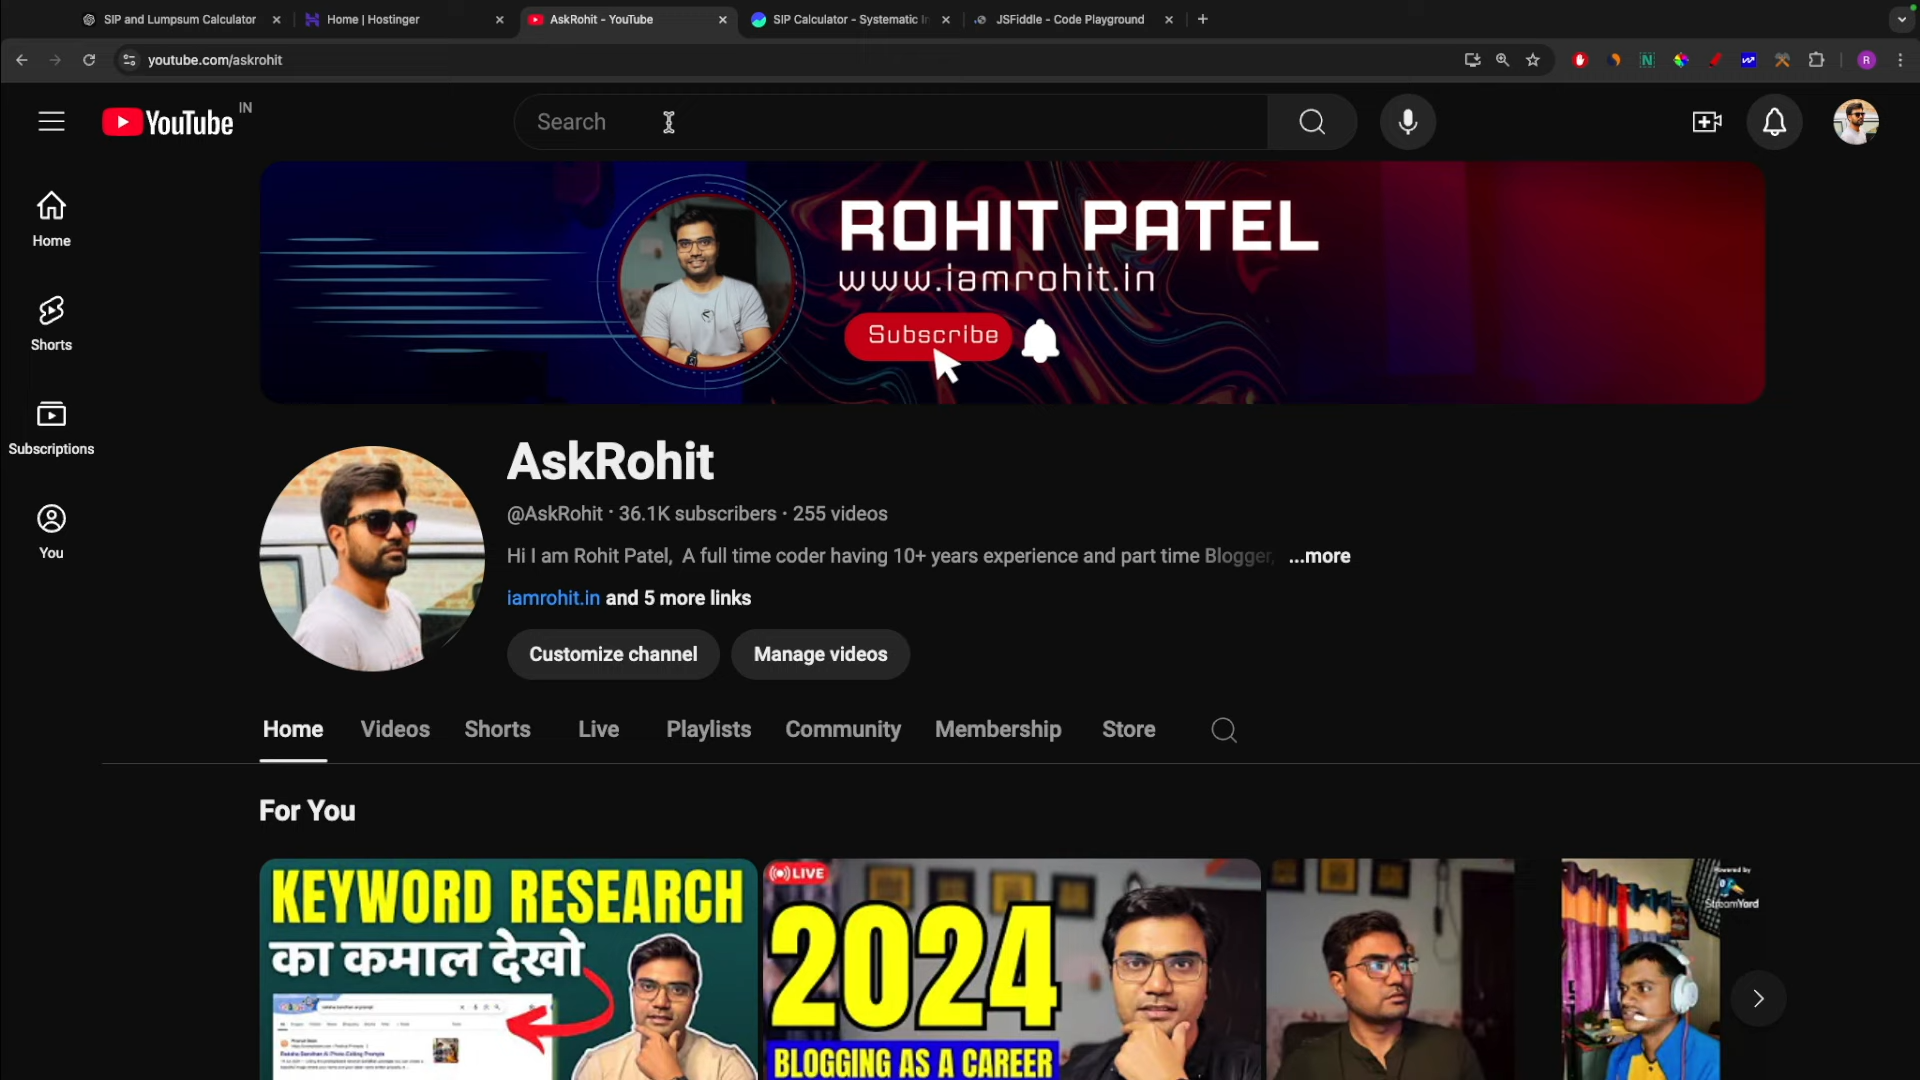 SIP and Lumpsum Calculator
Home | Hostinger
AskRohit - YouTube
SIP Calculator - Systematic In
JSFiddle - Code Playground
youtube.com/askrohit
R
YouTube IN
Search
Home
Shorts
Subscriptions
You
ROHIT PATEL
www.iamrohit.in
Subscribe
AskRohit
@AskRohit · 36.1K subscribers · 255 videos
Hi I am Rohit Patel, A full time coder having 10+ years experience and part time Blogger, ...more
iamrohit.in and 5 more links
Customize channel
Manage videos
Home Videos Shorts Live Playlists Community Membership Store
For You
KEYWORD RESEARCH
का कमाल देखो
LIVE
2024
BLOGGING AS A CAREER
Powered by
StreamYard